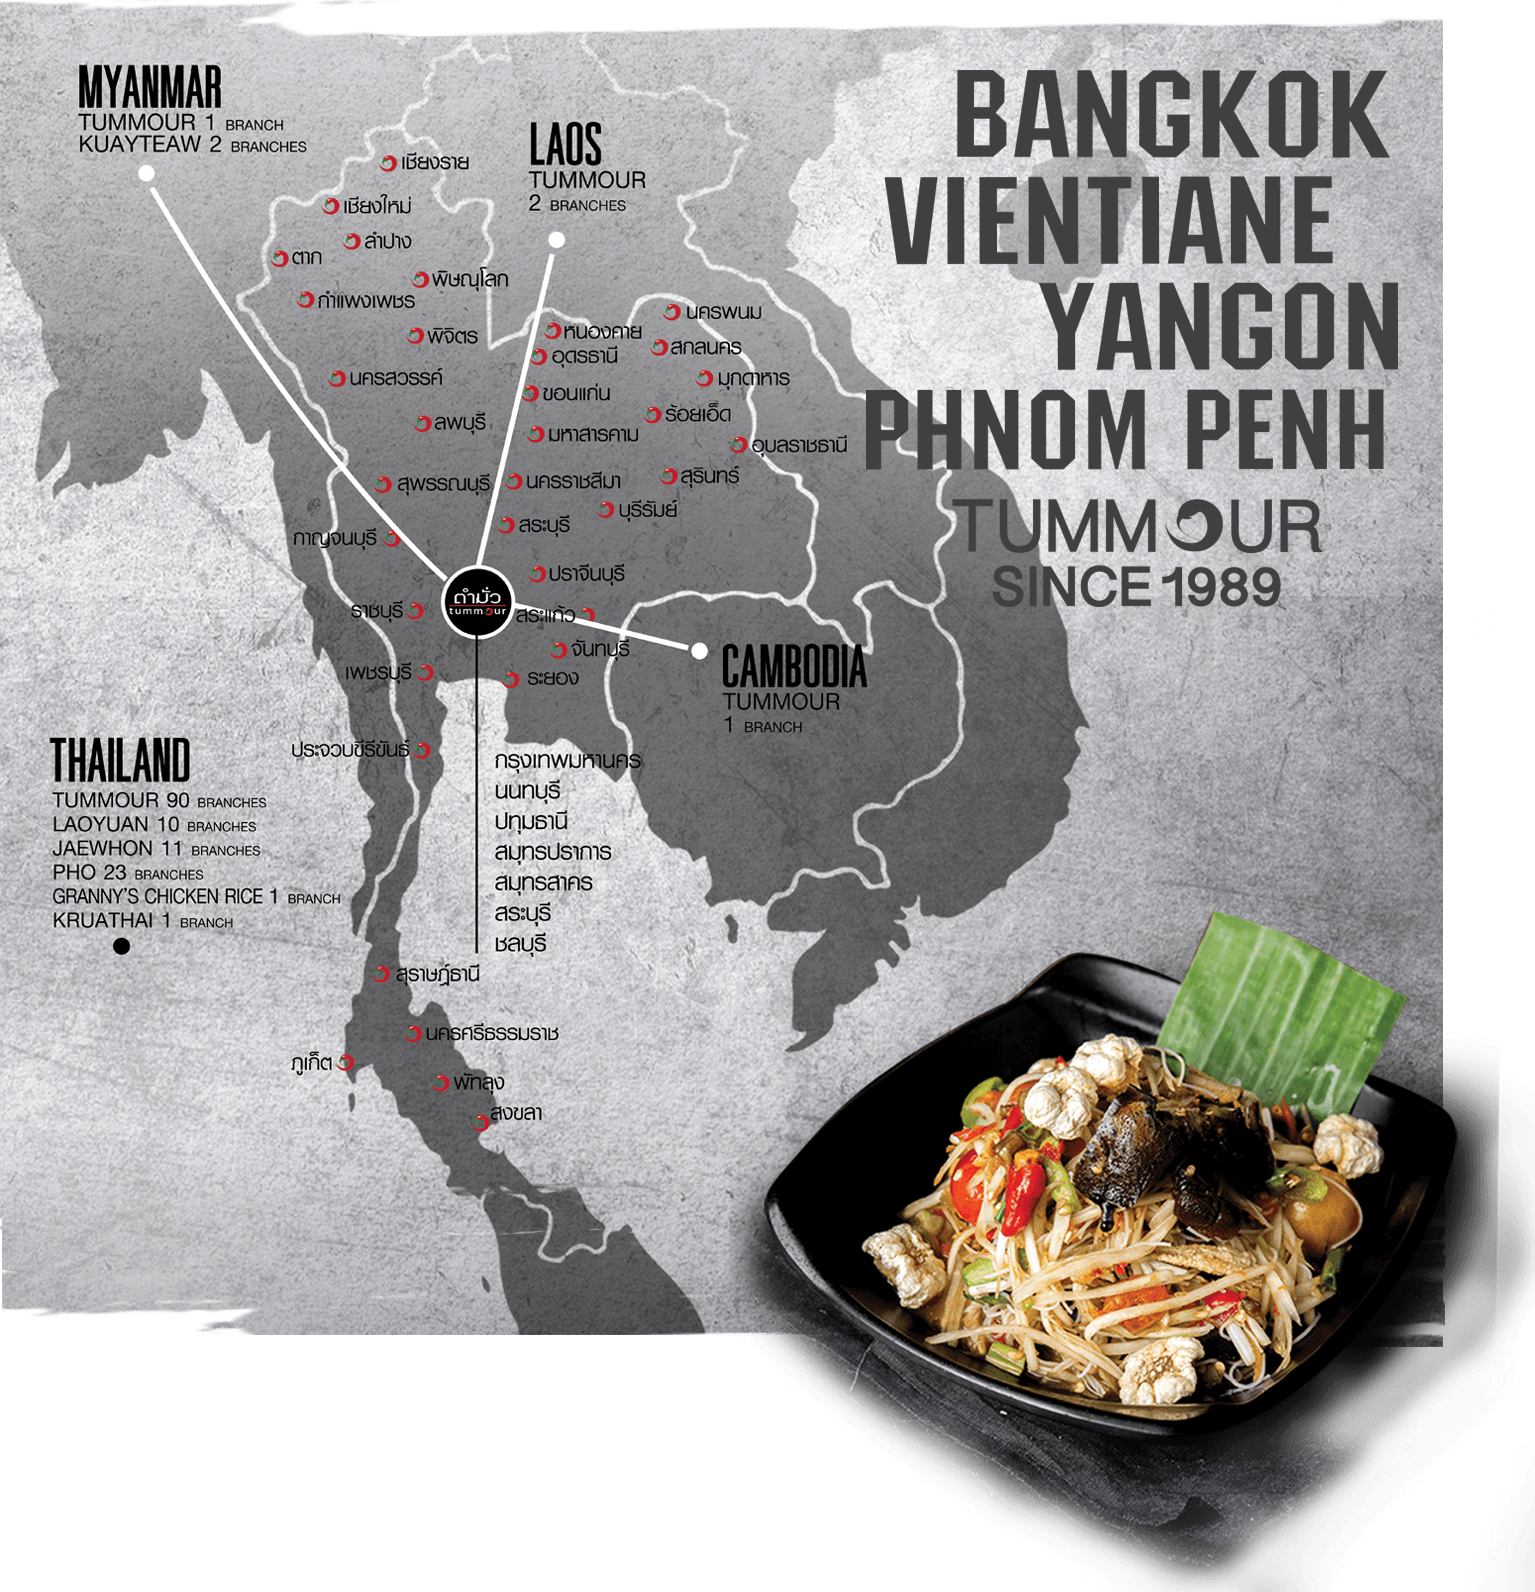 MYANMAR
TUMMOUR 1 BRANCH
KUAYTEAW 2 BRANCHES
LAOS
TUMMOUR
2 BRANCHES
BANGKOK
VIENTIANE
YANGON
PHNOM PENH
TUMMOUR
SINCE 1989
เชียงราย
เชียงใหม่
ลำปาง
ตาก
พิษณุโลก
กำแพงเพชร
พิจิตร
นครสวรรค์
ลพบุรี
สุพรรณบุรี
กาญจนบุรี
ราชบุรี
เพชรบุรี
ประจวบขีรีขันธ์
นครพนม
หนองคาย
สกลนคร
อุดรธานี
มุกดาหาร
ขอนแก่น
ร้อยเอ็ด
มหาสารคาม
อุบลราชธานี
นครราชสีมา
สุรินทร์
บุรีรัมย์
สระบุรี
ปราจีนบุรี
สระแก้ว
จันทบุรี
ระยอง
ตำมั่ว
tummour
CAMBODIA
TUMMOUR
1 BRANCH
THAILAND
TUMMOUR 90 BRANCHES
LAOYUAN 10 BRANCHES
JAEWHON 11 BRANCHES
PHO 23 BRANCHES
GRANNY'S CHICKEN RICE 1 BRANCH
KRUATHAI 1 BRANCH
กรุงเทพมหานคร
นนทบุรี
ปทุมธานี
สมุทรปราการ
สมุทรสาคร
สระบุรี
ชลบุรี
สุราษฎ์ธานี
นครศรีธรรมราช
ภูเก็ต
พัทลุง
สงขลา